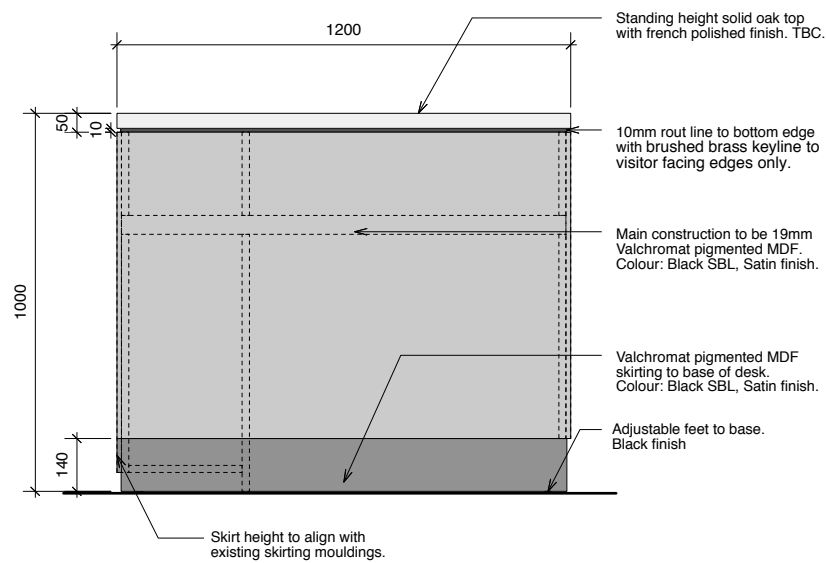 Standing height solid oak top
with french polished finish. TBC.
1200
50
10
10mm rout line to bottom edge
with brushed brass keyline to
visitor facing edges only.
Main construction to be 19mm
Valchromat pigmented MDF.
Colour: Black SBL, Satin finish.
1000
Valchromat pigmented MDF
skirting to base of desk.
Colour: Black SBL, Satin finish.
Adjustable feet to base.
Black finish
140
Skirt height to align with
existing skirting mouldings.